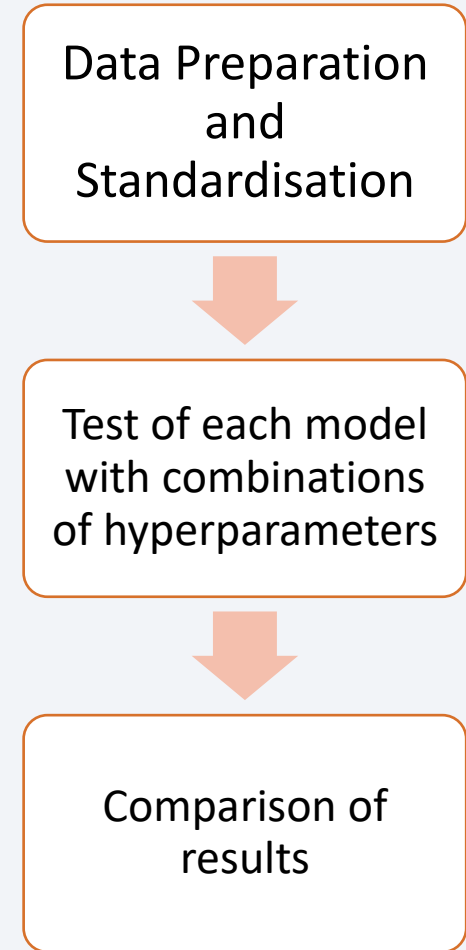 Data Preparation
and
Standardisation
Test of each model
with combinations
of hyperparameters
Comparison of
results